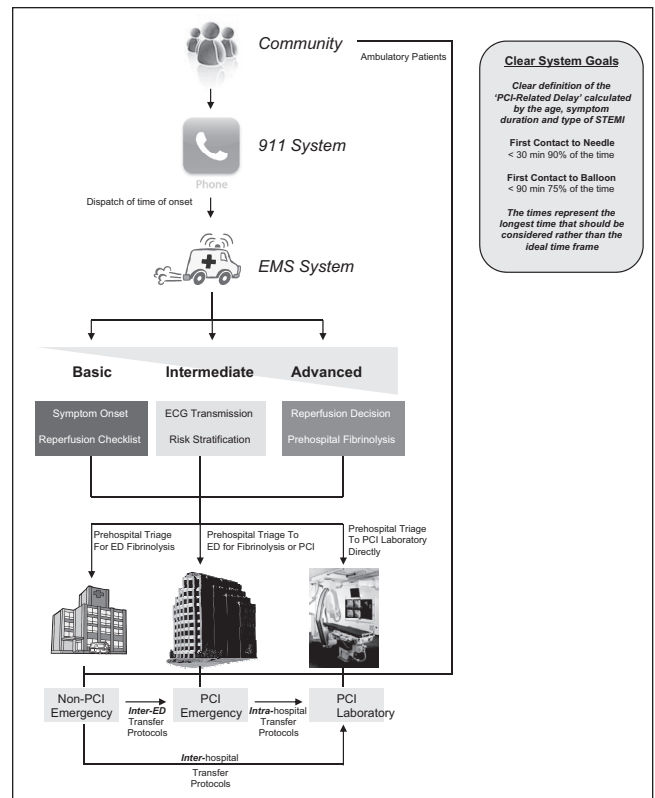 Community
Ambulatory Patients
911 System
Phone
Dispatch of time of onset
EMS System
Basic
Intermediate
Advanced
Symptom Onset
Reperfusion Checklist
ECG Transmission
Risk Stratification
Reperfusion Decision
Prehospital Fibrinolysis
Prehospital Triage
For ED Fibrinolysis
Prehospital Triage To
ED for Fibrinolysis or PCI
Prehospital Triage
To PCI Laboratory
Directly
Non-PCI
Emergency
Inter-ED
Transfer
Protocols
PCI
Emergency
Intra-hospital
Transfer
Protocols
PCI
Laboratory
Inter-hospital
Transfer
Protocols
Clear System Goals
Clear definition of the
‘PCI-Related Delay’ calculated
by the age, symptom
duration and type of STEMI
First Contact to Needle
< 30 min 90% of the time
First Contact to Balloon
< 90 min 75% of the time
The times represent the
longest time that should be
considered rather than the
ideal time frame